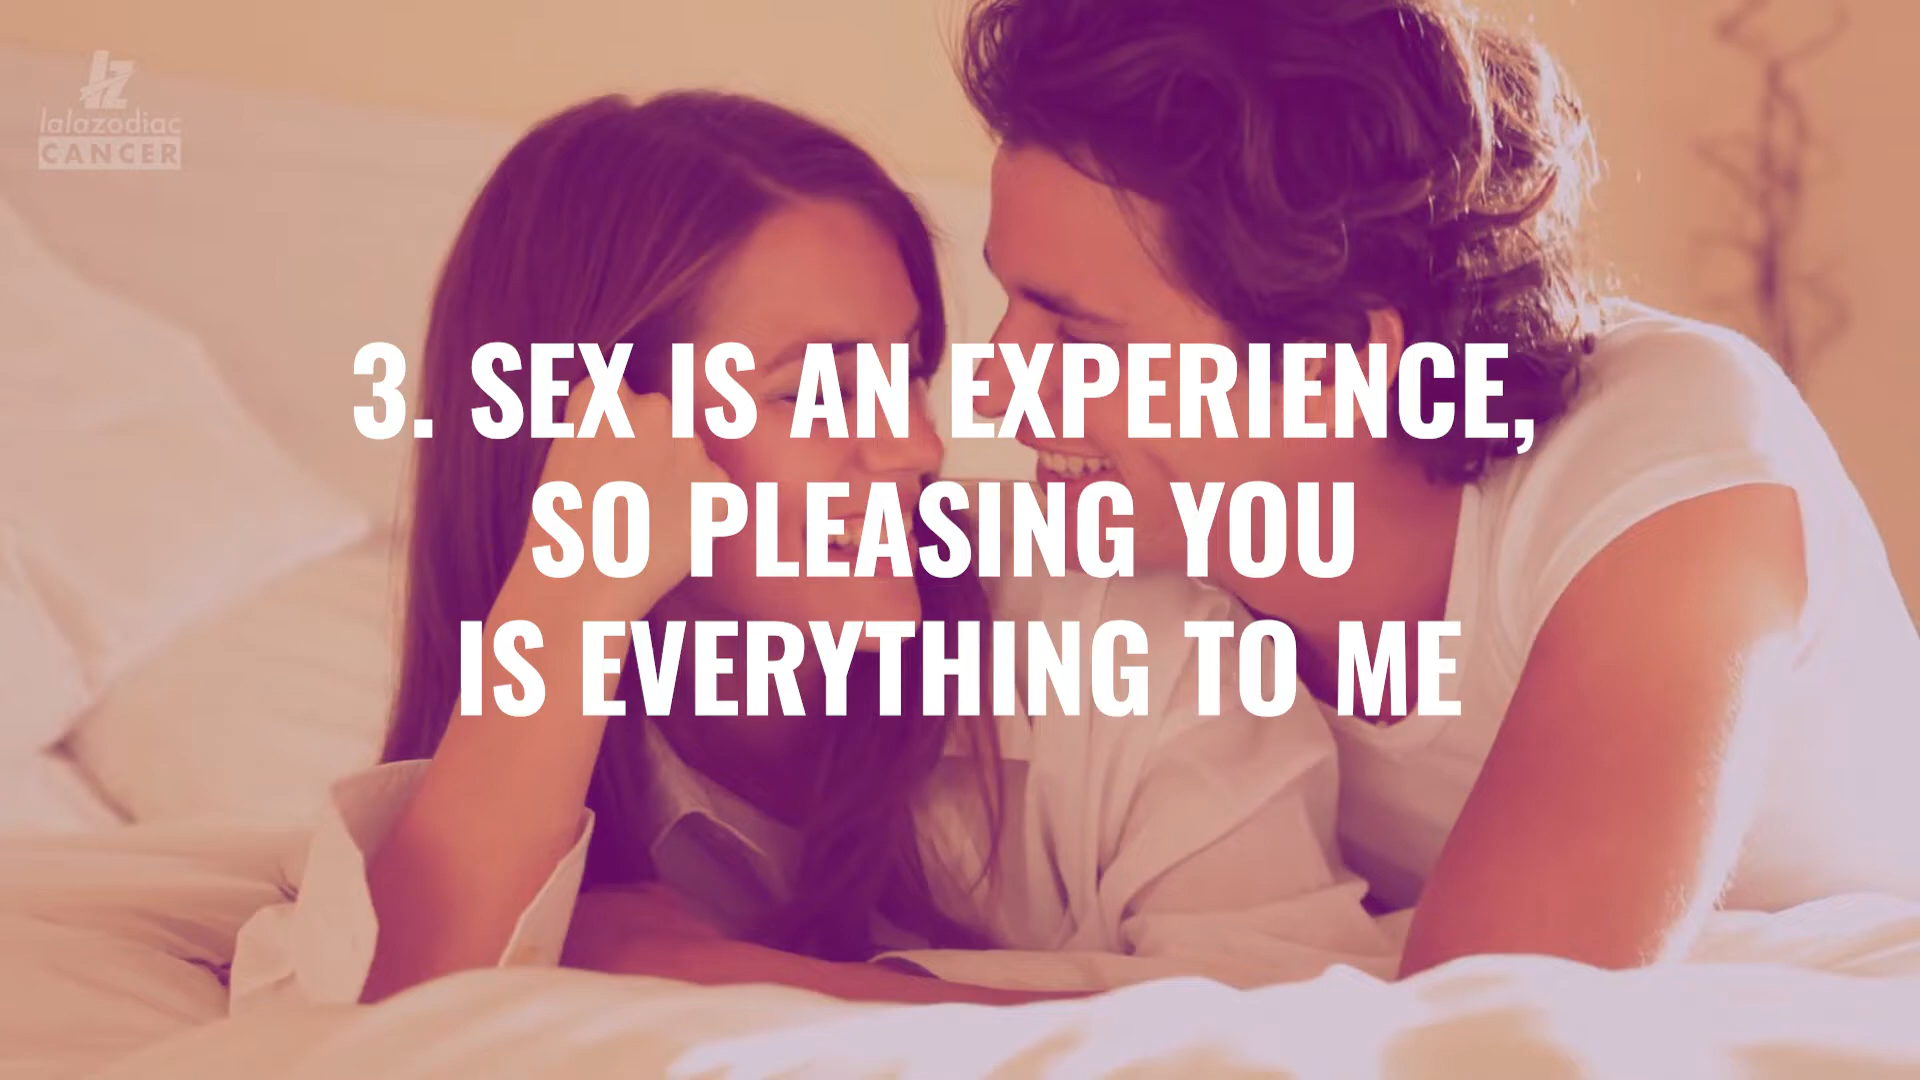 lalazodiac
CANCER
3. SEX IS AN EXPERIENCE,
SO PLEASING YOU
IS EVERYTHING TO ME